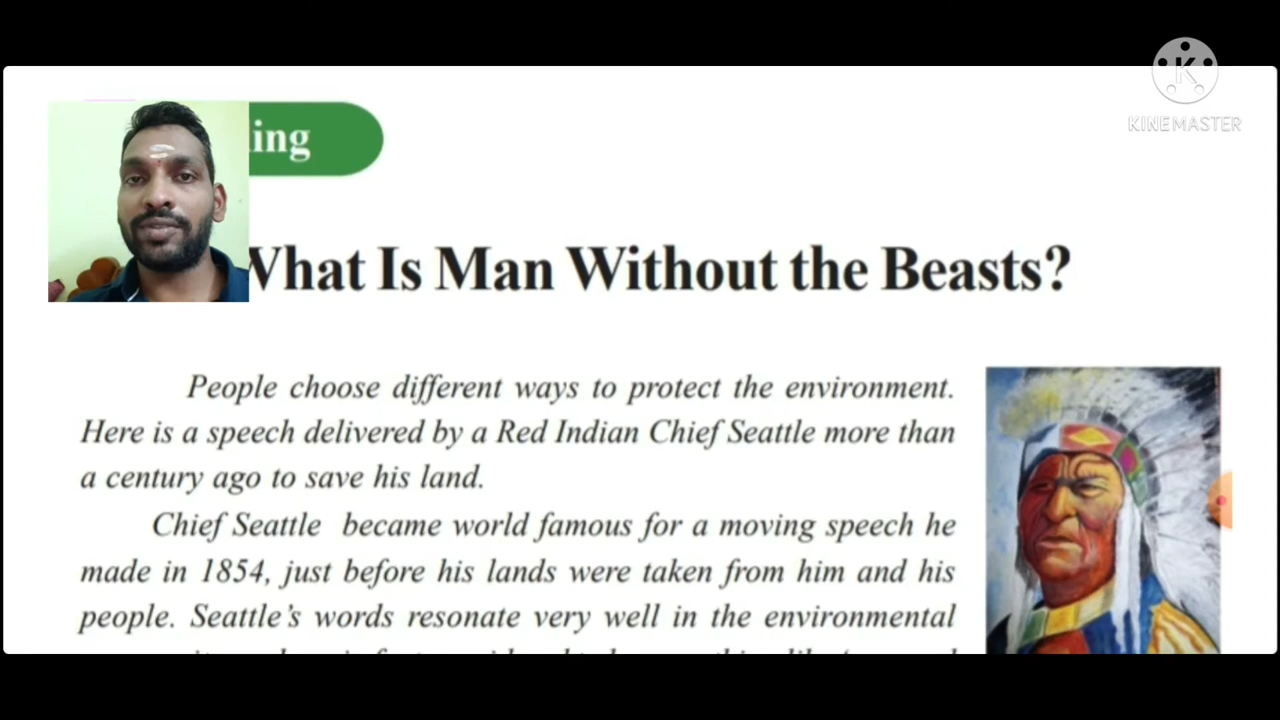 KINEMASTER
ing
What Is Man Without the Beasts?
People choose different ways to protect the environment.
Here is a speech delivered by a Red Indian Chief Seattle more than
a century ago to save his land.
Chief Seattle became world famous for a moving speech he
made in 1854, just before his lands were taken from him and his
people. Seattle's words resonate very well in the environmental